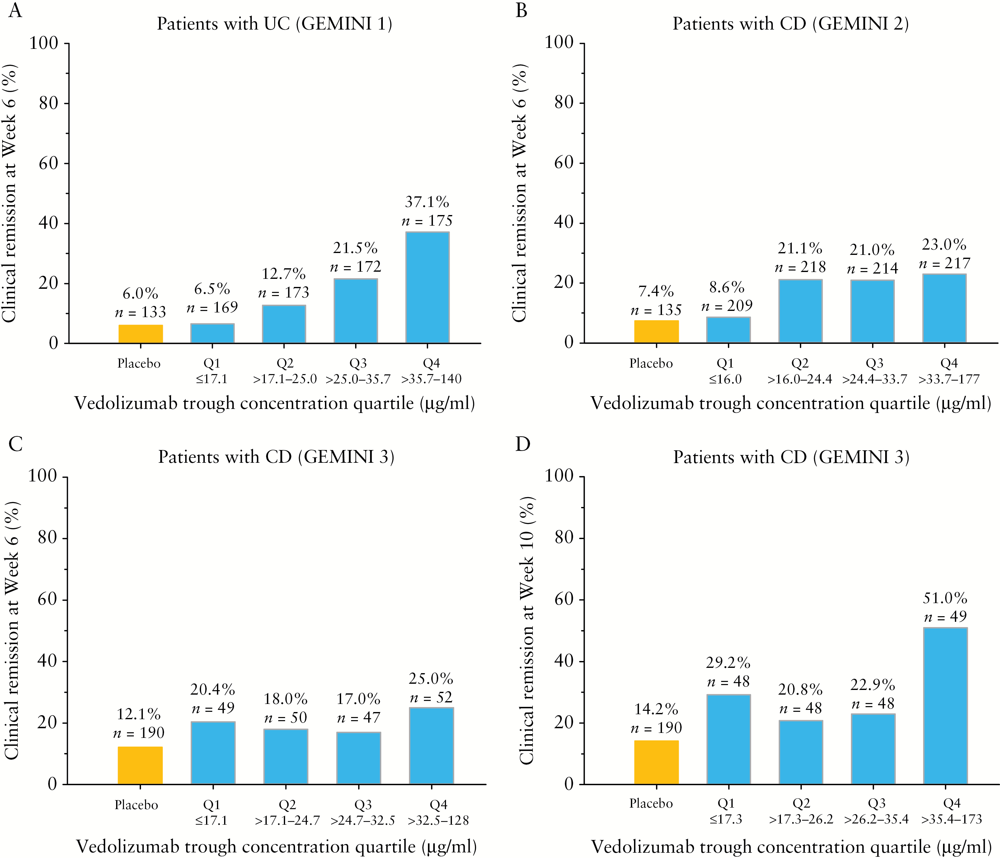 A
Patients with UC (GEMINI 1)
Clinical remission at Week 6 (%)
100
80
60
40
20
0
6.0%
n = 133
6.5%
n = 169
12.7%
n = 173
21.5%
n = 172
37.1%
n = 175
Placebo
Q1
≤17.1
Q2
>17.1–25.0
Q3
>25.0–35.7
Q4
>35.7–140
Vedolizumab trough concentration quartile (μg/ml)
B
Patients with CD (GEMINI 2)
Clinical remission at Week 6 (%)
100
80
60
40
20
0
7.4%
n = 135
8.6%
n = 209
21.1%
n = 218
21.0%
n = 214
23.0%
n = 217
Placebo
Q1
≤16.0
Q2
>16.0–24.4
Q3
>24.4–33.7
Q4
>33.7–177
Vedolizumab trough concentration quartile (μg/ml)
C
Patients with CD (GEMINI 3)
Clinical remission at Week 6 (%)
100
80
60
40
20
0
12.1%
n = 190
20.4%
n = 49
18.0%
n = 50
17.0%
n = 47
25.0%
n = 52
Placebo
Q1
≤17.1
Q2
>17.1–24.7
Q3
>24.7–32.5
Q4
>32.5–128
Vedolizumab trough concentration quartile (μg/ml)
D
Patients with CD (GEMINI 3)
Clinical remission at Week 10 (%)
100
80
60
40
20
0
14.2%
n = 190
29.2%
n = 48
20.8%
n = 48
22.9%
n = 48
51.0%
n = 49
Placebo
Q1
≤17.3
Q2
>17.3–26.2
Q3
>26.2–35.4
Q4
>35.4–173
Vedolizumab trough concentration quartile (μg/ml)